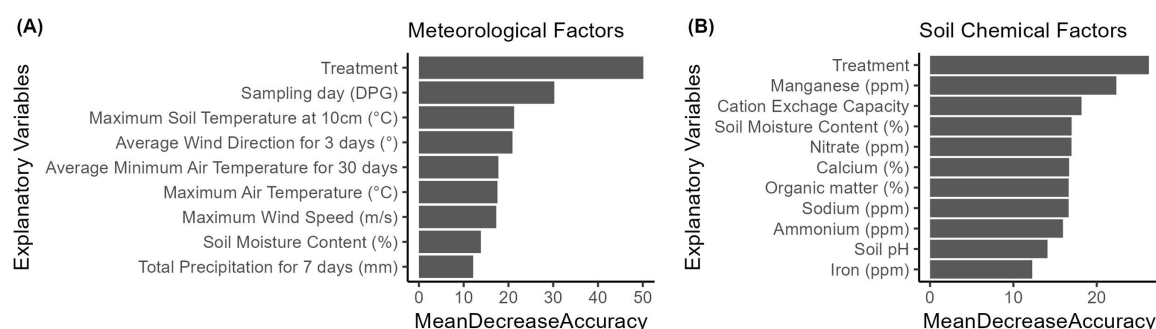 (A)
Meteorological Factors
Explanatory Variables
Treatment
Sampling day (DPG)
Maximum Soil Temperature at 10cm (°C)
Average Wind Direction for 3 days (°)
Average Minimum Air Temperature for 30 days
Maximum Air Temperature (°C)
Maximum Wind Speed (m/s)
Soil Moisture Content (%)
Total Precipitation for 7 days (mm)
0 10 20 30 40 50
MeanDecreaseAccuracy
(B)
Soil Chemical Factors
Explanatory Variables
Treatment
Manganese (ppm)
Cation Exchage Capacity
Soil Moisture Content (%)
Nitrate (ppm)
Calcium (%)
Organic matter (%)
Sodium (ppm)
Ammonium (ppm)
Soil pH
Iron (ppm)
0 10 20
MeanDecreaseAccuracy